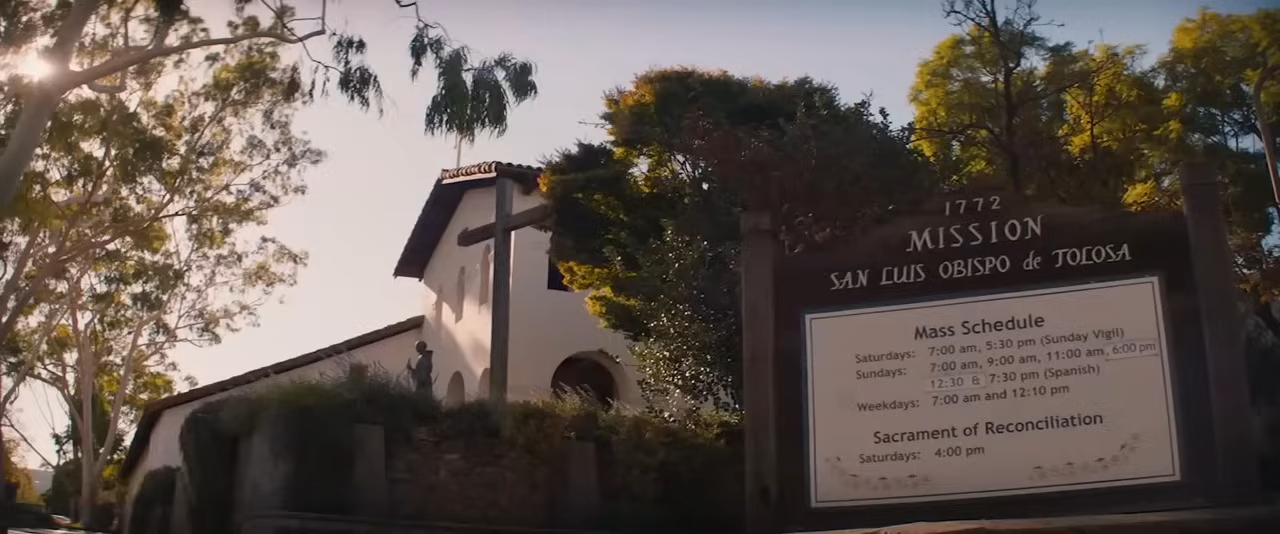 1772
MISSION
SAN LUIS OBISPO de TOLOSA
Mass Schedule
Saturdays: 7:00 am, 5:30 pm (Sunday Vigil)
Sundays: 7:00 am, 9:00 am, 11:00 am, 6:00 pm
12:30 & 7:30 pm (Spanish)
Weekdays: 7:00 am and 12:10 pm
Sacrament of Reconciliation
Saturdays: 4:00 pm